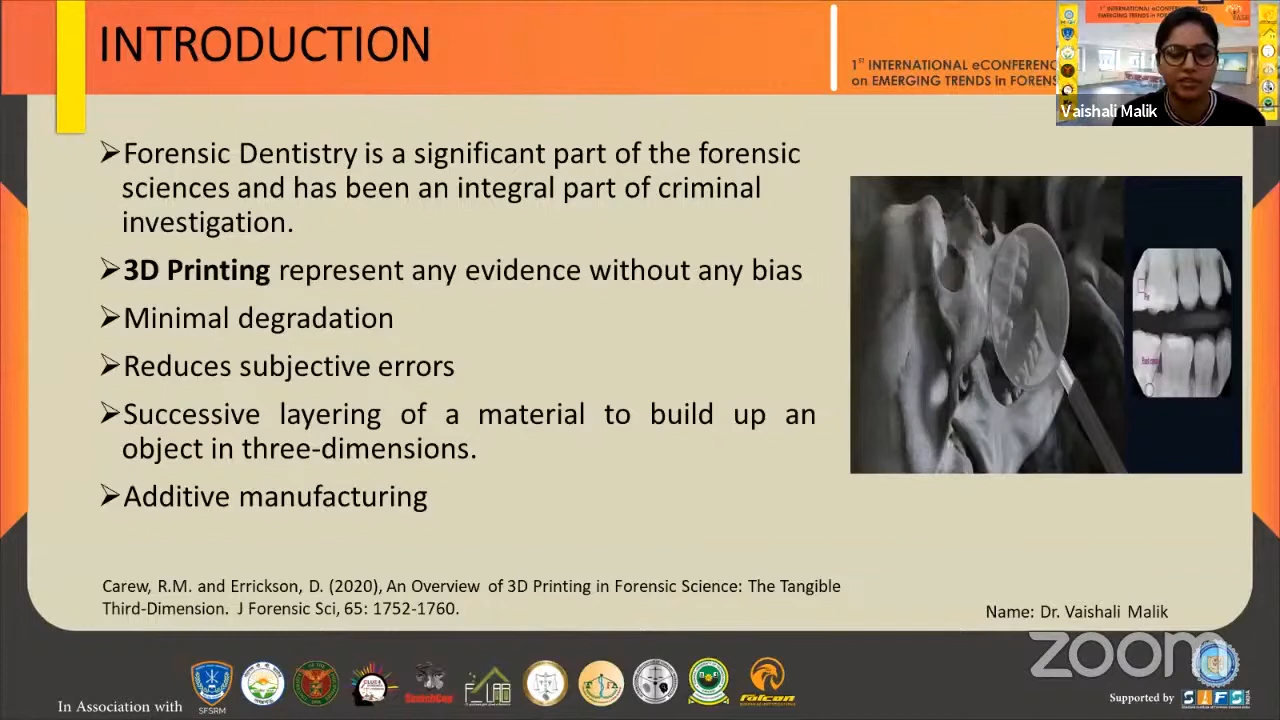 INTRODUCTION
1ST INTERNATIONAL eCONFERENC
on EMERGING TRENDS in FORENS
Vaishali Malik
➢Forensic Dentistry is a significant part of the forensic
sciences and has been an integral part of criminal
investigation.
➢3D Printing represent any evidence without any bias
➢Minimal degradation
➢Reduces subjective errors
➢Successive layering of a material to build up an
object in three-dimensions.
➢Additive manufacturing
Carew, R.M. and Errickson, D. (2020), An Overview of 3D Printing in Forensic Science: The Tangible
Third-Dimension. J Forensic Sci, 65: 1752-1760.
Name: Dr. Vaishali Malik
zoom
In Association with
SFSRM
falcon
Supported by
SIFS